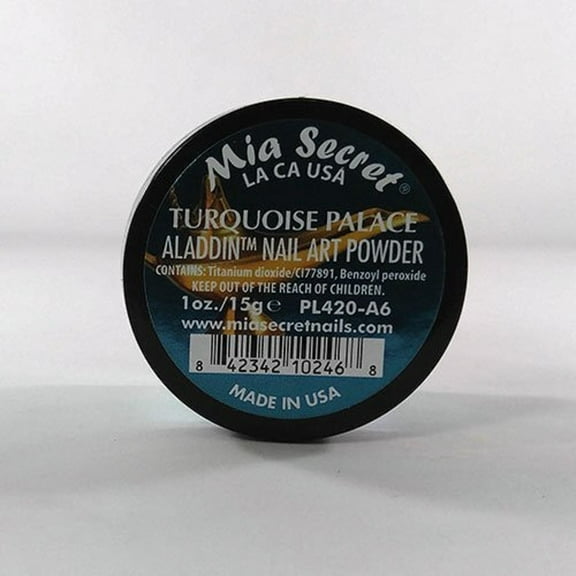 Mia Secret®
LA CA USA
TURQUOISE PALACE
ALADDIN™ NAIL ART POWDER
CONTAINS: Titanium dioxide/CI77891, Benzoyl peroxide
KEEP OUT OF THE REACH OF CHILDREN.
1oz./15g℮ PL420-A6
www.miasecretnails.com
8 42342 10246 8
MADE IN USA